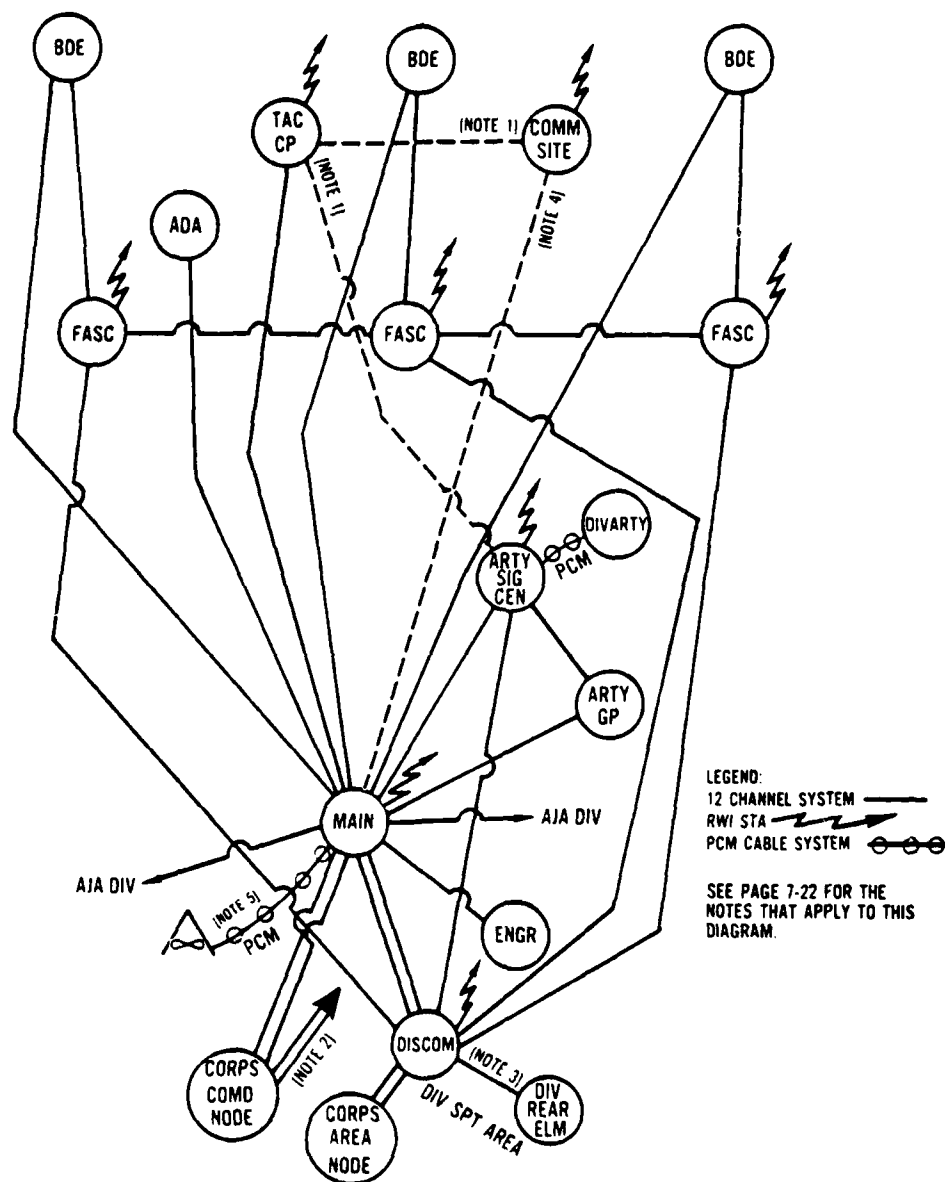 BDE
BDE
BDE
TAC
CP
(NOTE 1)
COMM
SITE
(NOTE 1)
(NOTE 4)
ADA
FASC
FASC
FASC
DIVARTY
ARTY
SIG
CEN
PCM
ARTY
GP
LEGEND:
12 CHANNEL SYSTEM
RWI STA
PCM CABLE SYSTEM
MAIN
AJA DIV
AJA DIV
SEE PAGE 7-22 FOR THE
NOTES THAT APPLY TO THIS
DIAGRAM.
(NOTE 5)
PCM
ENGR
DISCOM
(NOTE 2)
(NOTE 3)
CORPS
COMD
NODE
DIV SPT AREA
DIV
REAR
ELM
CORPS
AREA
NODE